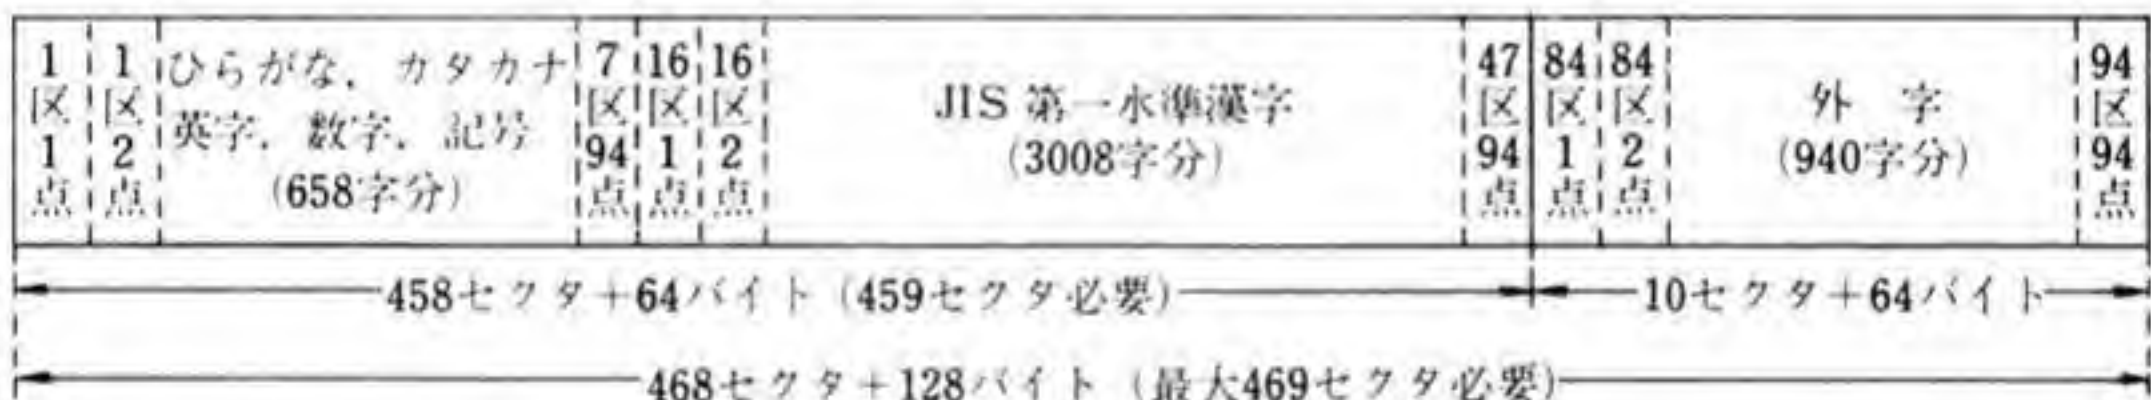 1区1点
1区2点
ひらがな, カタカナ
英字, 数字, 記号
(658字分)
7区94点
16区1点
16区2点
JIS 第一水準漢字
(3008字分)
47区94点
84区1点
84区2点
外 字
(940字分)
94区94点
458セクタ+64バイト (459セクタ必要)
10セクタ+64バイト
468セクタ+128バイト (最大469セクタ必要)